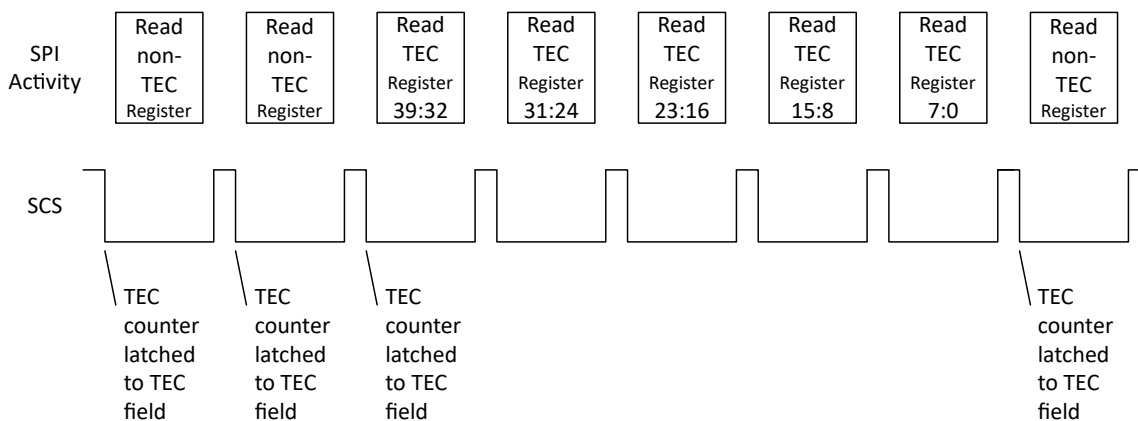 SPI
Activity
Read
non-
TEC
Register
Read
non-
TEC
Register
Read
TEC
Register
39:32
Read
TEC
Register
31:24
Read
TEC
Register
23:16
Read
TEC
Register
15:8
Read
TEC
Register
7:0
Read
non-
TEC
Register
SCS
TEC
counter
latched
to TEC
field
TEC
counter
latched
to TEC
field
TEC
counter
latched
to TEC
field
TEC
counter
latched
to TEC
field